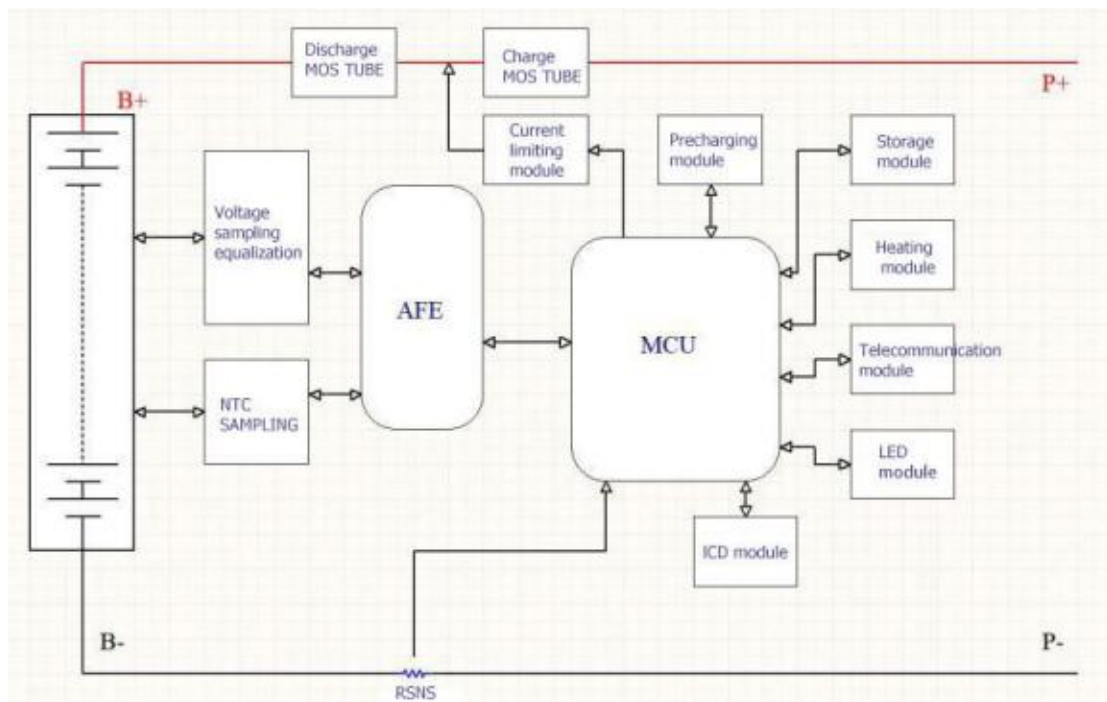 Discharge
MOS TUBE
Charge
MOS TUBE
B+
P+
Current
limiting
module
Precharging
module
Storage
module
Voltage
sampling
equalization
Heating
module
AFE
MCU
Telecommunication
module
NTC
SAMPLING
LED
module
ICD module
B-
P-
RSNS